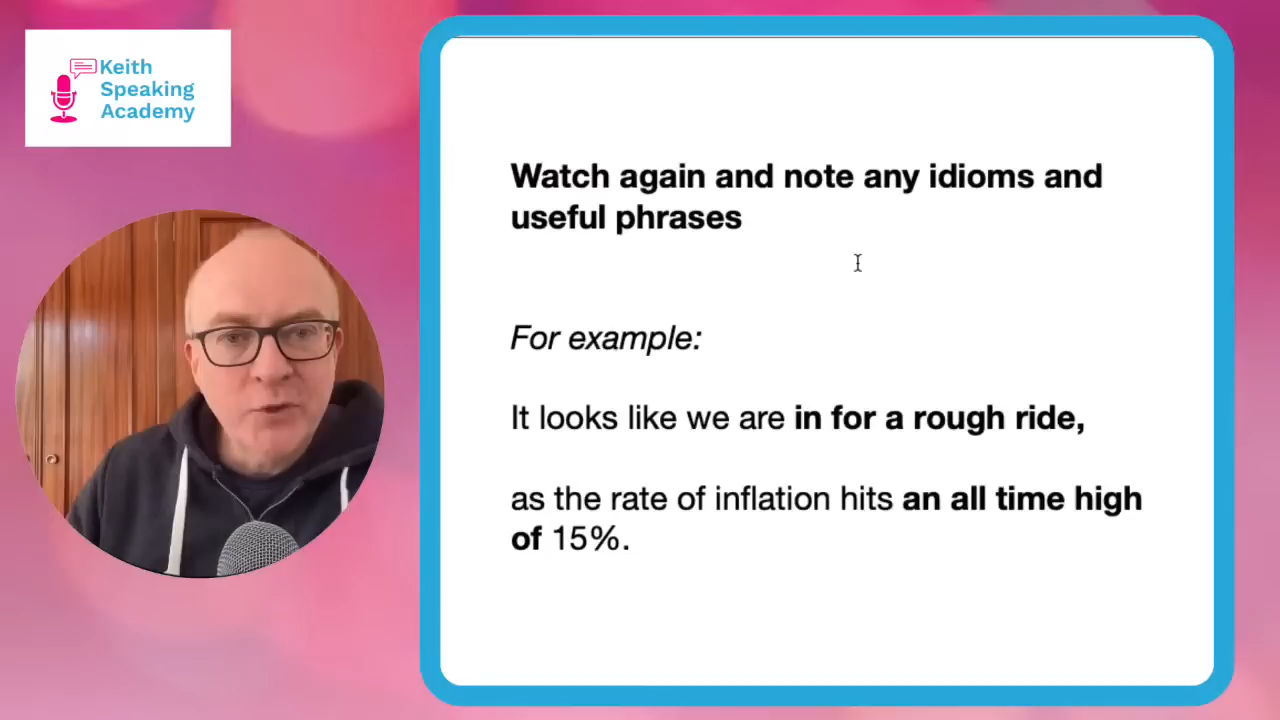 Keith
Speaking
Academy
Watch again and note any idioms and
useful phrases
For example:
It looks like we are in for a rough ride,
as the rate of inflation hits an all time high
of 15%.